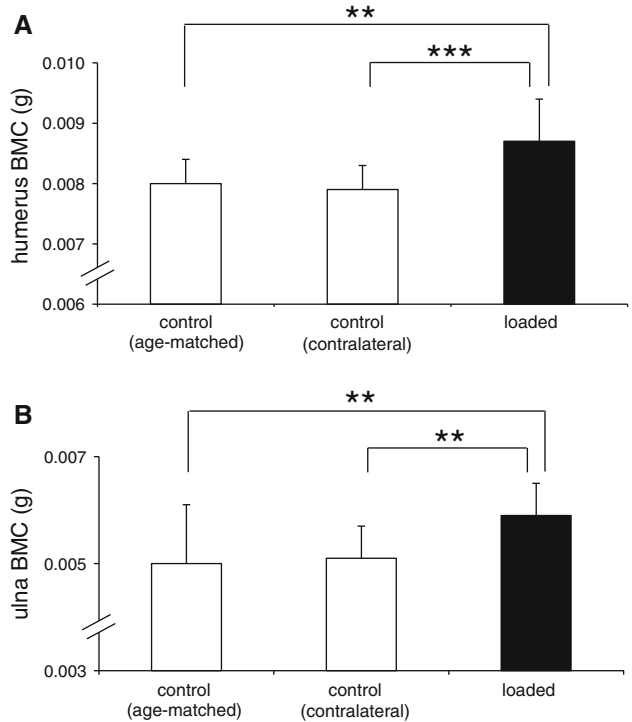 A
**
***
0.010
0.009
0.008
0.007
0.006
humerus BMC (g)
control
(age-matched)
control
(contralateral)
loaded
B
**
**
0.007
0.005
0.003
ulna BMC (g)
control
(age-matched)
control
(contralateral)
loaded